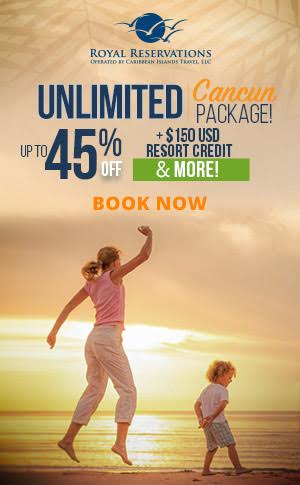 ROYAL RESERVATIONS
OPERATED BY CARIBBEAN ISLANDS TRAVEL, LLC
UNLIMITED
Cancun
PACKAGE!
UP TO 45% OFF
+ $150 USD
RESORT CREDIT
& MORE!
BOOK NOW